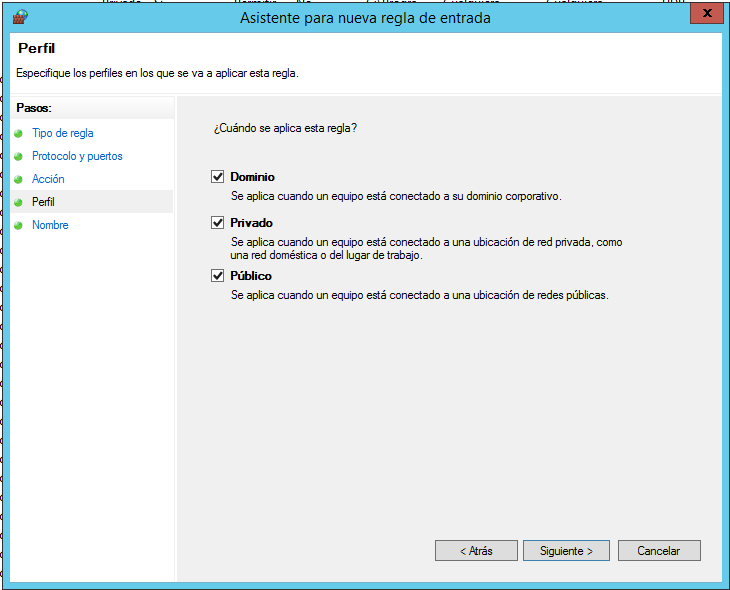 Asistente para nueva regla de entrada
x
Perfil
Especifique los perfiles en los que se va a aplicar esta regla.
Pasos:
Tipo de regla
Protocolo y puertos
Acción
Perfil
Nombre
¿Cuándo se aplica esta regla?
Dominio
Se aplica cuando un equipo está conectado a su dominio corporativo.
Privado
Se aplica cuando un equipo está conectado a una ubicación de red privada, como
una red doméstica o del lugar de trabajo.
Público
Se aplica cuando un equipo está conectado a una ubicación de redes públicas.
< Atrás
Siguiente >
Cancelar